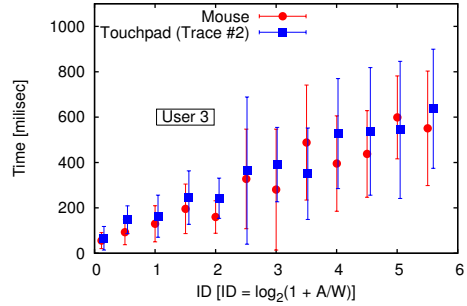 Mouse
Touchpad (Trace #2)
User 3
Time [milisec]
1000
800
600
400
200
0
0 1 2 3 4 5 6
ID [ID = log2(1 + A/W)]